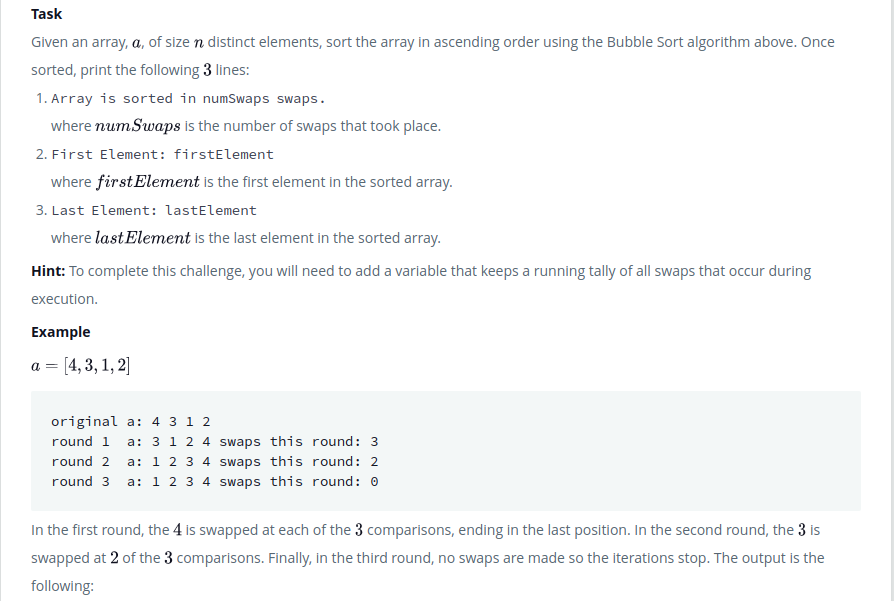 Task
Given an array, a, of size n distinct elements, sort the array in ascending order using the Bubble Sort algorithm above. Once
sorted, print the following 3 lines:
1. Array is sorted in numSwaps swaps.
where numSwaps is the number of swaps that took place.
2. First Element: firstElement
where firstElement is the first element in the sorted array.
3. Last Element: lastElement
where lastElement is the last element in the sorted array.
Hint: To complete this challenge, you will need to add a variable that keeps a running tally of all swaps that occur during
execution.
Example
a = [4, 3, 1, 2]
original a: 4 3 1 2
round 1  a: 3 1 2 4 swaps this round: 3
round 2  a: 1 2 3 4 swaps this round: 2
round 3  a: 1 2 3 4 swaps this round: 0
In the first round, the 4 is swapped at each of the 3 comparisons, ending in the last position. In the second round, the 3 is
swapped at 2 of the 3 comparisons. Finally, in the third round, no swaps are made so the iterations stop. The output is the
following: